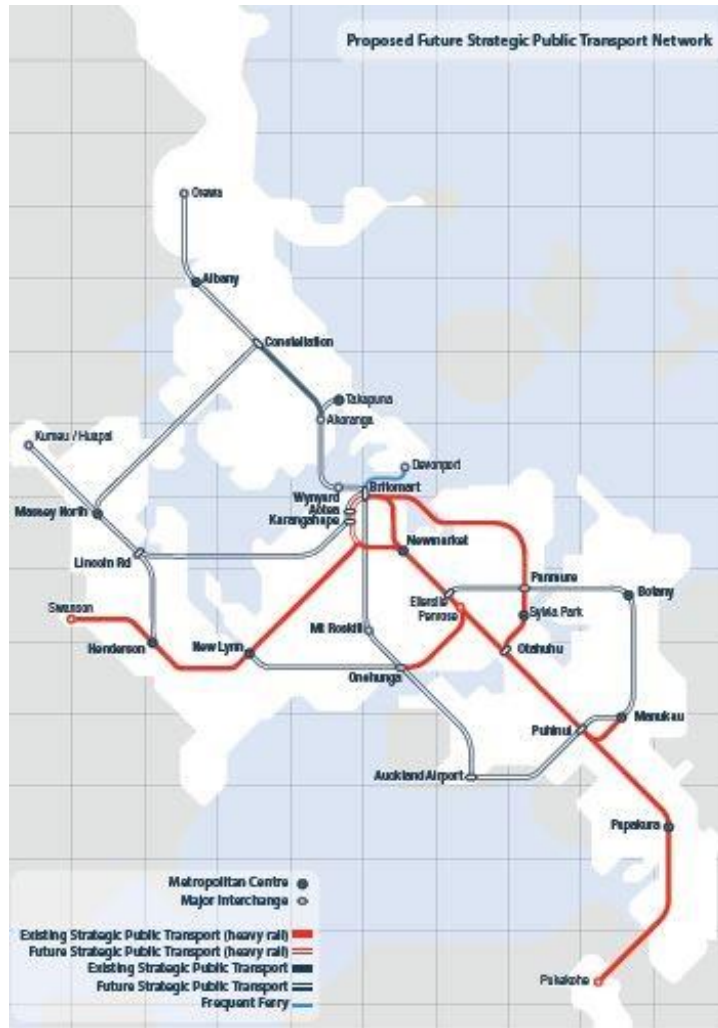 Proposed Future Strategic Public Transport Network
Orewa
Albany
Constellation
Takapuna
Akoranga
Kumeu / Huapai
Devonport
Britomart
Wynyard
Aotea
Karangahape
Massey North
Newmarket
Lincoln Rd
Panmure
Ellerslie
Botany
Swanson
Penrose
Sylvia Park
Mt Roskill
Henderson
New Lynn
Otahuhu
Onehunga
Manukau
Puhinui
Auckland Airport
Papakura
Metropolitan Centre
Major Interchange
Existing Strategic Public Transport (heavy rail)
Future Strategic Public Transport (heavy rail)
Existing Strategic Public Transport
Future Strategic Public Transport
Frequent Ferry
Pukekohe